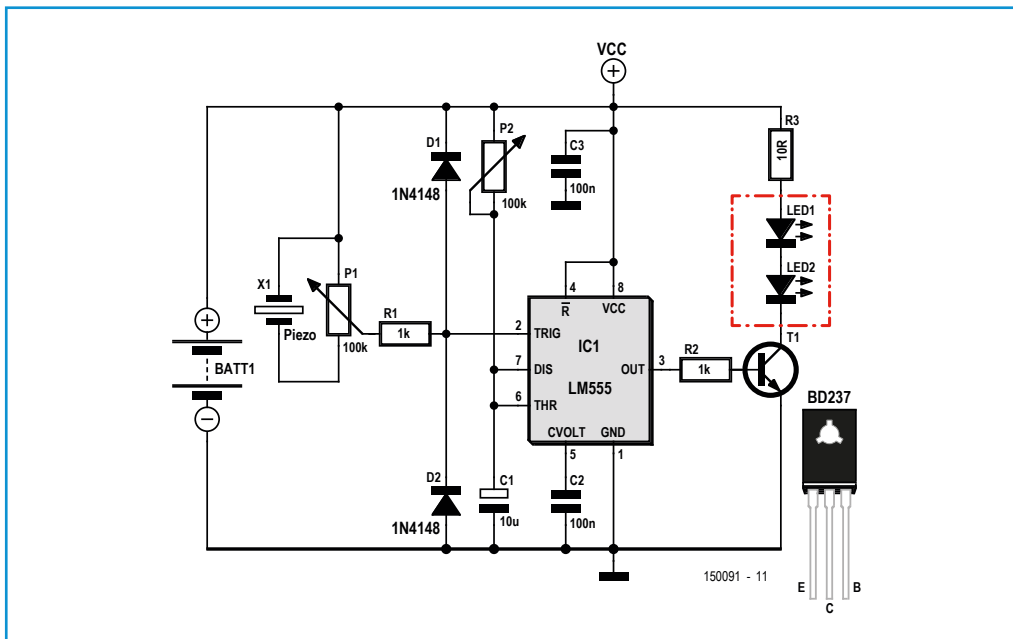 VCC
R3
10R
D1
1N4148
P2
100k
C3
100n
LED1
LED2
X1
Piezo
P1
100k
R1
1k
BATT1
4
8
R
VCC
2
TRIG
IC1
7
DIS
OUT
3
LM555
6
THR
CVOLT
GND
5
1
R2
1k
T1
BD237
D2
1N4148
C1
10u
C2
100n
150091 - 11
E
C
B